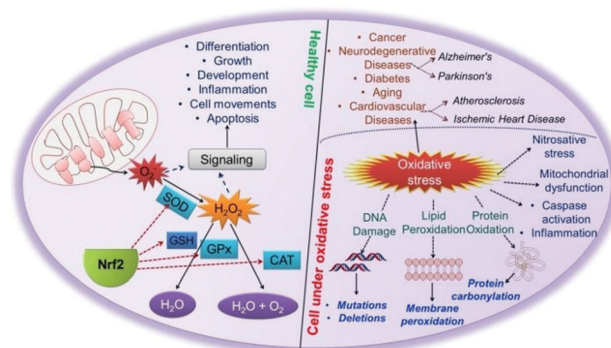 • Differentiation
• Growth
• Development
• Inflammation
• Cell movements
• Apoptosis
Signaling
O₂
SOD
H₂O₂
GSH
GPx
CAT
Nrf2
H₂O
H₂O + O₂
Healthy cell
Cell under oxidative stress
• Cancer
• Neurodegenerative
Diseases
• Diabetes
• Aging
• Cardiovascular
Diseases
Alzheimer's
Parkinson's
Atherosclerosis
Ischemic Heart Disease
Oxidative
stress
Nitrosative
stress
Mitochondrial
dysfunction
• Caspase
activation
• Inflammation
DNA
Damage
Lipid
Peroxidation
Protein
Oxidation
• Mutations
• Deletions
Membrane
peroxidation
Protein
carbonylation